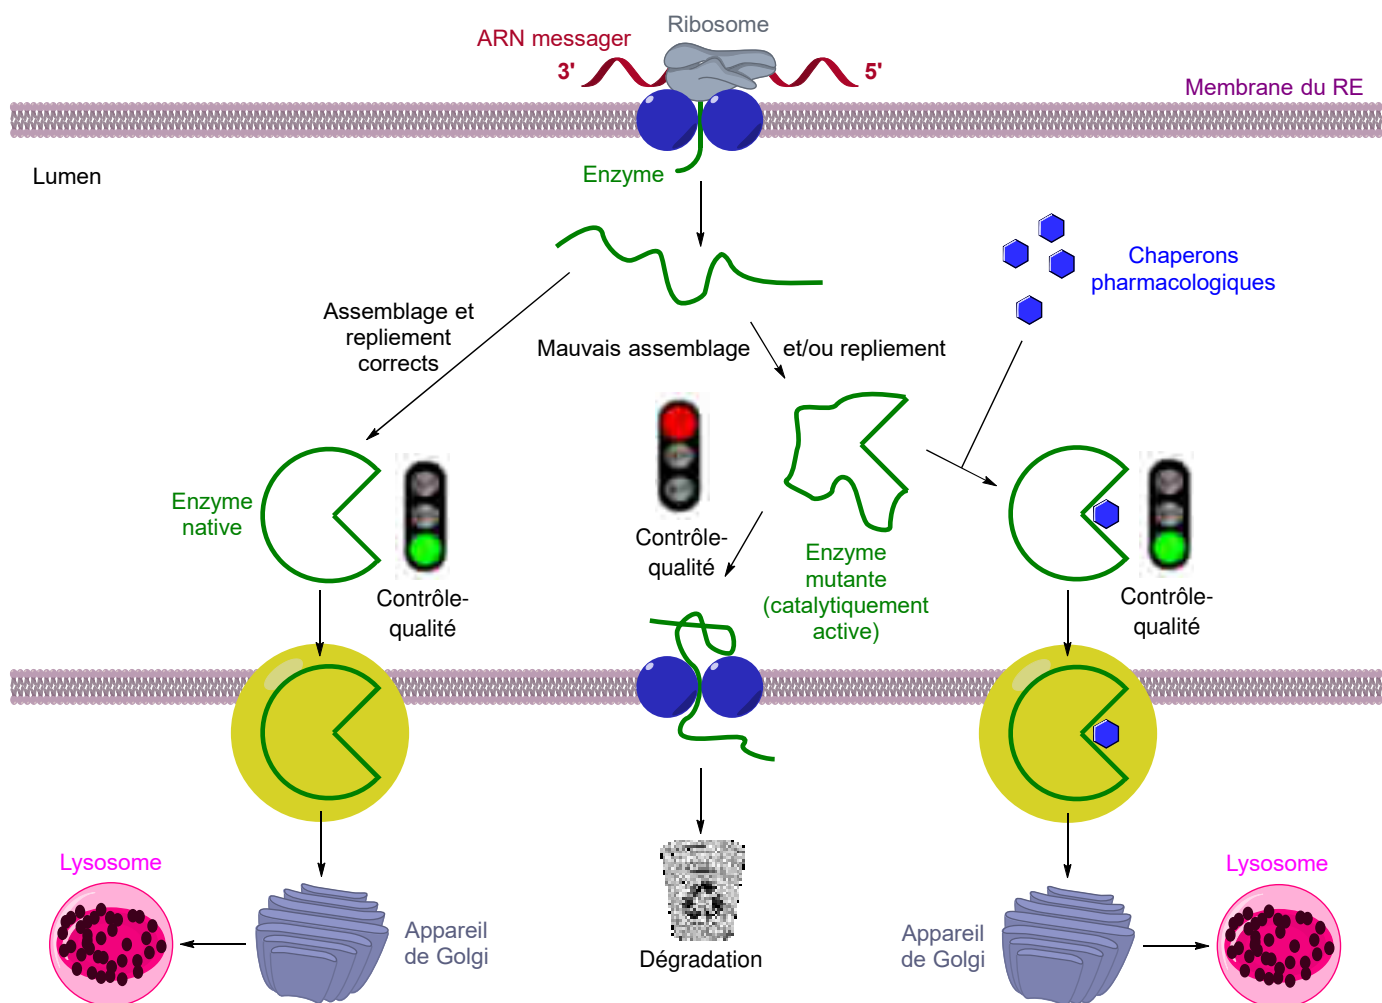 Ribosome
ARN messager
3'
5'
Membrane du RE
Lumen
Enzyme
Chaperons
pharmacologiques
Assemblage et
repliement
corrects
Mauvais assemblage
et/ou repliement
Enzyme
native
Contrôle-
qualité
Contrôle-
qualité
Enzyme
mutante
(catalytiquement
active)
Contrôle-
qualité
Lysosome
Appareil
de Golgi
Dégradation
Appareil
de Golgi
Lysosome